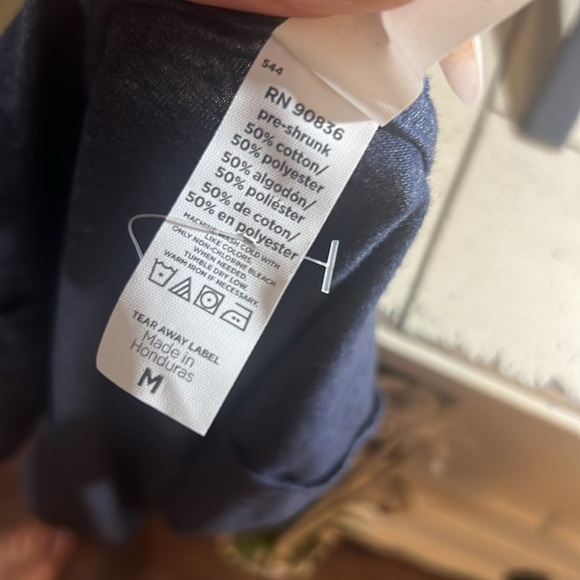 544
RN 90836
pre-shrunk
50% cotton/
50% polyester
50% algodón/
50% poliéster
50% de coton/
50% en polyester
MACHINE WASH COLD WITH
LIKE COLORS.
ONLY NON-CHLORINE BLEACH
WHEN NEEDED.
TUMBLE DRY LOW.
WARM IRON IF NECESSARY.
TEAR AWAY LABEL
Made in
Honduras
M